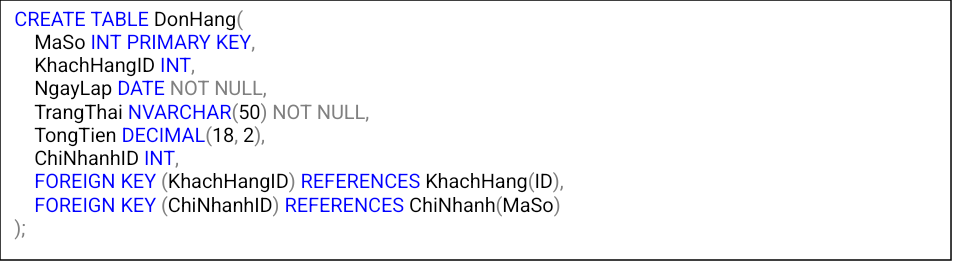 CREATE TABLE DonHang(
MaSo INT PRIMARY KEY,
KhachHangID INT,
NgayLap DATE NOT NULL,
TrangThai NVARCHAR(50) NOT NULL,
TongTien DECIMAL(18, 2),
ChiNhanhID INT,
FOREIGN KEY (KhachHangID) REFERENCES KhachHang(ID),
FOREIGN KEY (ChiNhanhID) REFERENCES ChiNhanh(MaSo)
);